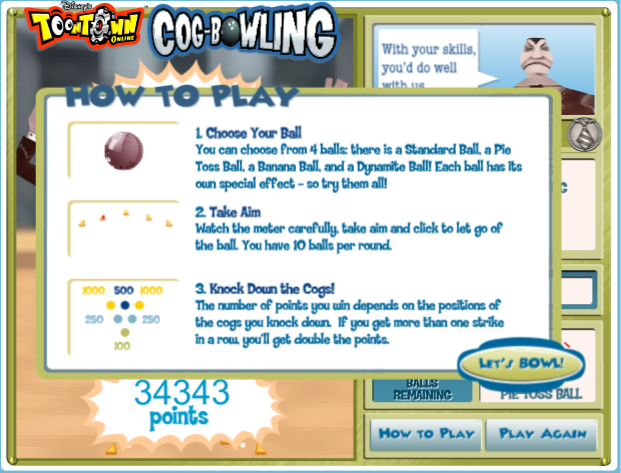 Disney's
TOONTOWN
ONLINE
COG-BOWLING
With your skills,
you'd do well
with us
HOW TO PLAY
1. Choose Your Ball
You can choose from 4 balls: there is a Standard Ball, a Pie
Toss Ball, a Banana Ball, and a Dynamite Ball! Each ball has its
own special effect - so try them all!
2. Take Aim
Watch the meter carefully, take aim and click to let go of
the ball. You have 10 balls per round.
1000 500 1000
250 250
100
3. Knock Down the Cogs!
The number of points you win depends on the positions of
the cogs you knock down. If you get more than one strike
in a row, you'll get double the points.
LET'S BOWL!
34343
points
BALLS
REMAINING
PIE TOSS BALL
HOW TO PLAY
PLAY AGAIN